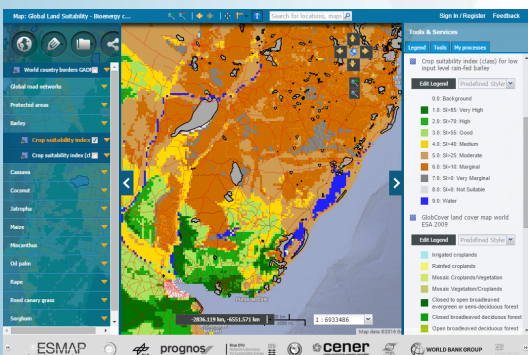 Map: Global Land Suitability - Bioenergy c...
Search for locations, maps
Sign In / Register Feedback
World country borders GADM
Global road networks
Protected areas
Barley
Crop suitability index
Crop suitability index (cl
Cassava
Coconut
Jatropha
Maize
Miscanthus
Oil palm
Rape
Reed canary grass
Sorghum
-2836.119 km, -6551.571 km
1 : 6933486
Map data ©2016
Tools & Services
Legend Tools My processes
Crop suitability index (class) for low
input level rain-fed barley
Edit Legend Predefined Styles
0.0: Background
1.0: SI>85: Very High
2.0: SI>70: High
3.0: SI>55: Good
4.0: SI>40: Medium
5.0: SI>25: Moderate
6.0: SI>10: Marginal
7.0: SI>0: Very Marginal
8.0: SI=0: Not Suitable
9.0: Water
GlobCover land cover map world
ESA 2009
Edit Legend Predefined Styles
Irrigated croplands
Rainfed croplands
Mosaic Croplands/Vegetation
Mosaic Vegetation/Croplands
Closed to open broadleaved
evergreen or semi-deciduous forest
Closed broadleaved deciduous forest
Open broadleaved deciduous forest
ESMAP
prognos
cener
WORLD BANK GROUP